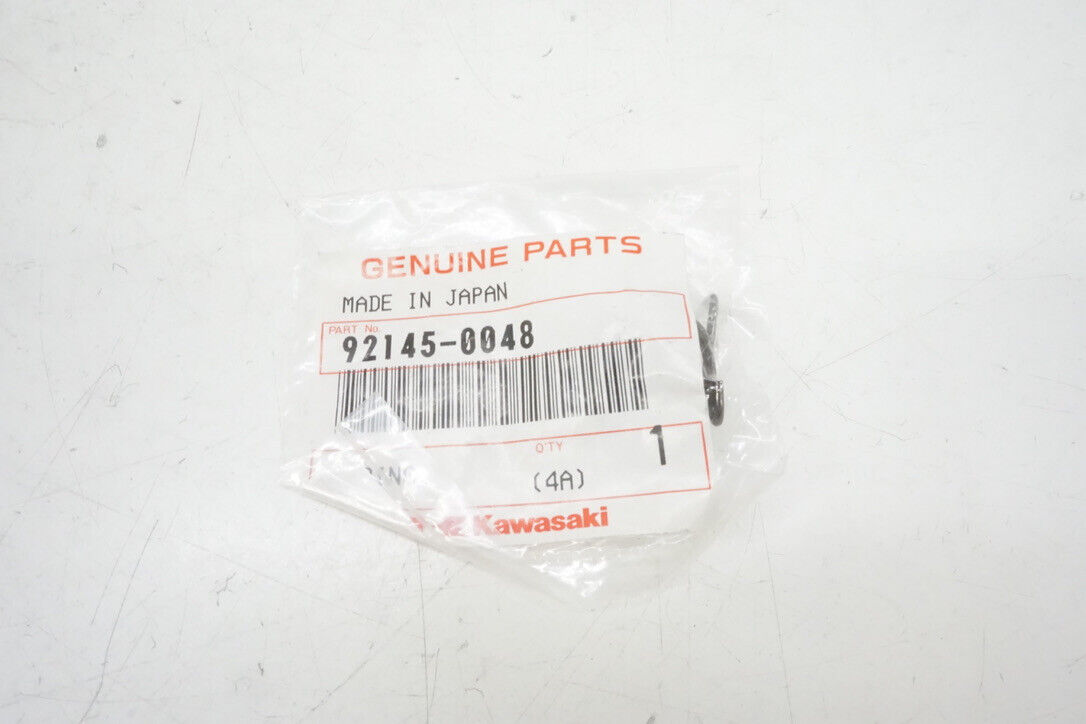 GENUINE PARTS
MADE IN JAPAN
PART No.
92145-0048
Q'TY 1
(4A)
Kawasaki